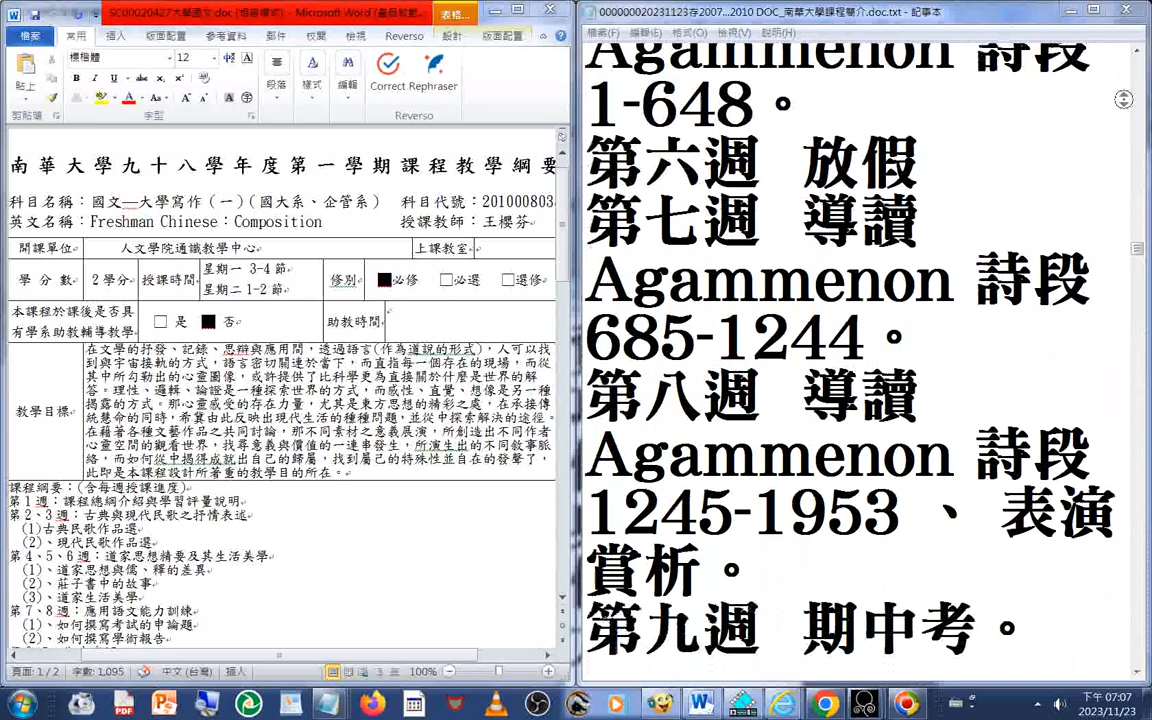 SC00020427大學國文.doc [相容模式] - Microsoft Word (產品啟動...
表格...
檔案 常用 插入 版面配置 參考資料 郵件 校閱 檢視 Reverso 設計 版面配置
標楷體 12
貼上
段落 樣式 編輯 Correct Rephraser
剪貼簿 字型 Reverso
南華大學九十八學年度第一學期課程教學綱要
科目名稱：國文—大學寫作（一）（國大系、企管系） 科目代號：201000803
英文名稱：Freshman Chinese：Composition 授課教師：王櫻芬
開課單位 人文學院通識教學中心 上課教室
學分數 2學分 授課時間 星期一 3-4節 修別 ■必修 □必選 □選修
星期二 1-2節
本課程於課後是否具有學系助教輔導教學 □ 是 ■ 否 助教時間
教學目標
在文學的抒發、記錄、思辯與應用間，透過語言(作為道說的形式)，人可以找
到與宇宙接軌的方式，語言密切關連於當下，而直指每一個存在的現場，而從
其中所勾勒出的心靈圖像，或許提供了比科學更為直接關於什麼是世界的解
答。理性、邏輯、論證是一種探索世界的方式，而感性、直覺、想像是另一種
揭露的方式。那心靈感受的存在力量，尤其是東方思想的精彩之處，在承接傳
統慧命的同時，希冀由此反映出現代生活的種種問題，並從中探索解決的途徑。
在藉著各種文藝作品之共同討論，那不同素材之意義展演，所創造出不同作者
心靈空間的觀看世界，找尋意義與價值的一連串發生，所演生出的不同敘事脈
絡，而如何從中揭得成就出自己的歸屬，找到屬己的特殊性並自在的發聲了，
此即是本課程設計所著重的教學目的所在。
課程綱要：(含每週授課進度)
第1週：課程總綱介紹與學習評量說明
第2、3週：古典與現代民歌之抒情表述
(1)古典民歌作品選
(2)、現代民歌作品選
第4、5、6週：道家思想精要及其生活美學
(1)、道家思想與儒、釋的差異
(2)、莊子書中的故事
(3)、道家生活美學
第7、8週：應用語文能力訓練
(1)、如何撰寫考試的申論題
(2)、如何撰寫學術報告
頁面: 1/2 字數: 1,095 中文(台灣) 插入 100%
000000020231123存2007...2010 DOC_南華大學課程簡介.doc.txt - 記事本
檔案(F) 編輯(E) 格式(O) 檢視(V) 說明(H)
Agammenon 詩段
1-648。
第六週 放假
第七週 導讀
Agammenon 詩段
685-1244。
第八週 導讀
Agammenon 詩段
1245-1953 、 表演
賞析。
第九週 期中考。
下午 07:07
2023/11/23